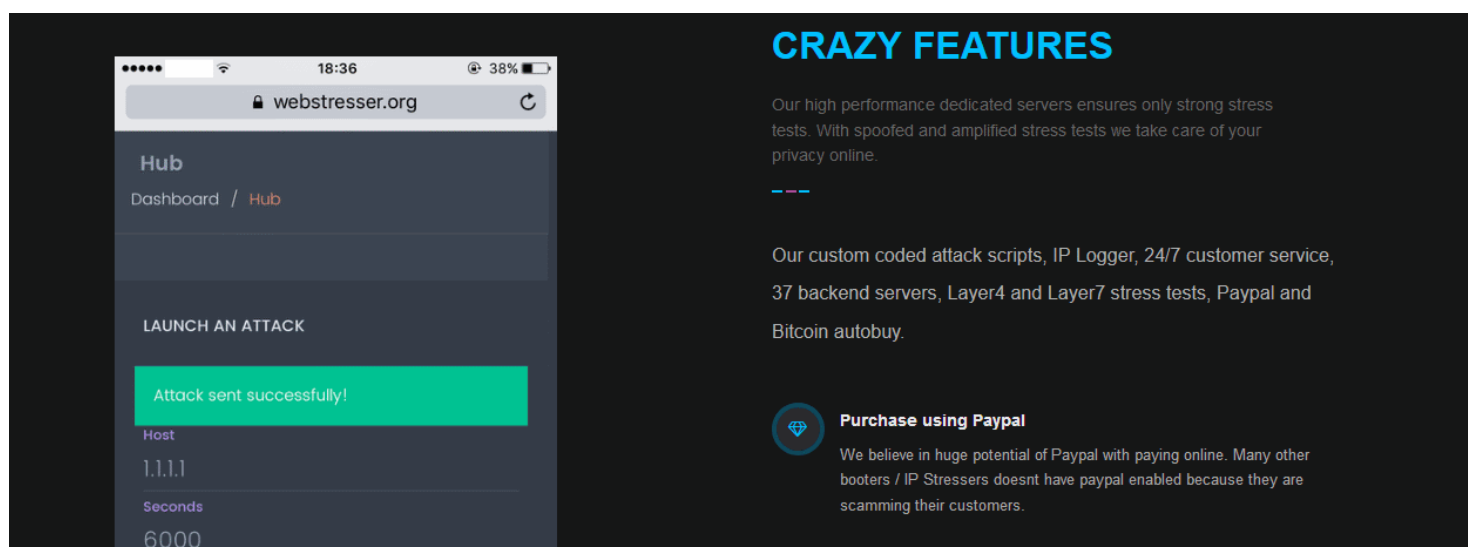 18:36
38%
webstresser.org
Hub
Dashboard / Hub
LAUNCH AN ATTACK
Attack sent successfully!
Host
1.1.1.1
Seconds
6000
CRAZY FEATURES
Our high performance dedicated servers ensures only strong stress
tests. With spoofed and amplified stress tests we take care of your
privacy online.
Our custom coded attack scripts, IP Logger, 24/7 customer service,
37 backend servers, Layer4 and Layer7 stress tests, Paypal and
Bitcoin autobuy.
Purchase using Paypal
We believe in huge potential of Paypal with paying online. Many other
booters / IP Stressers doesnt have paypal enabled because they are
scamming their customers.